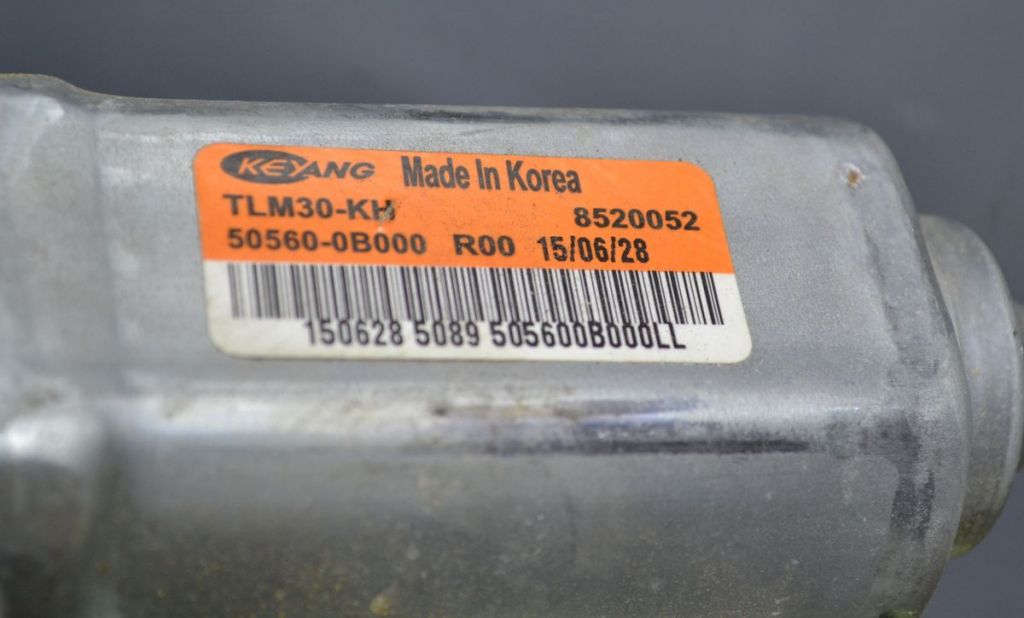 KEYANG Made In Korea
TLM30-KH 8520052
50560-0B000 R00 15/06/28
150628 5089 505600B000LL